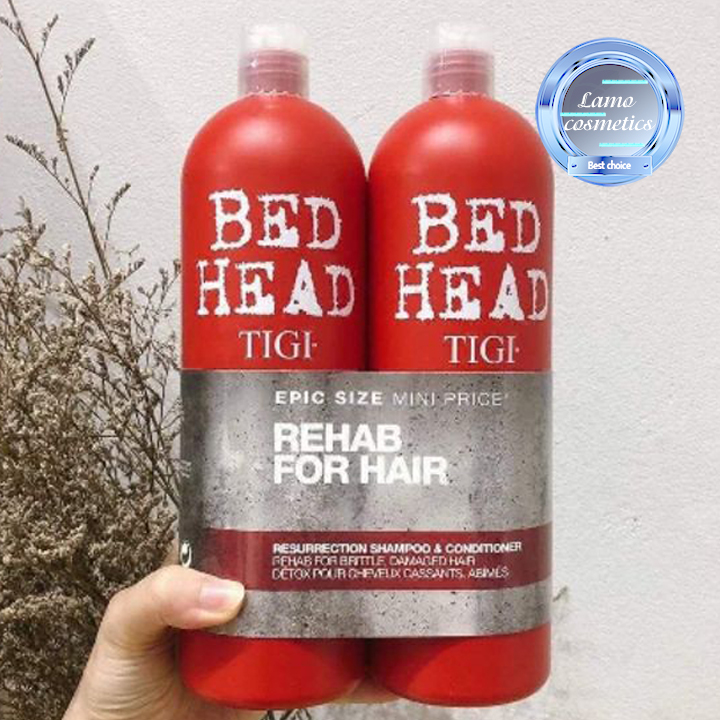 Lamo
cosmetics
Best choice
BED
HEAD
TIGI
BED
HEAD
TIGI
EPIC SIZE MINI PRICE*
REHAB
FOR HAIR
RESURRECTION SHAMPOO & CONDITIONER
REHAB FOR BRITTLE, DAMAGED HAIR
DÉTOX POUR CHEVEUX CASSANTS, ABIMÉS